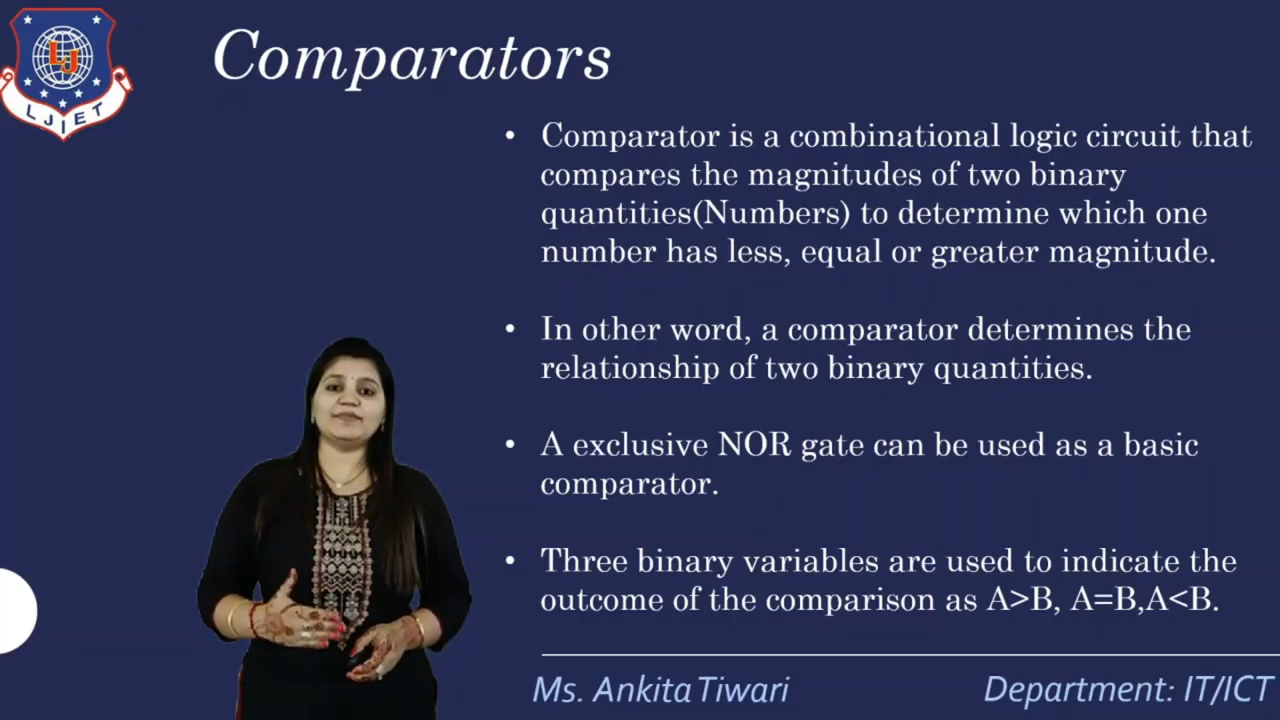 LJ
LJIET
Comparators
• Comparator is a combinational logic circuit that
compares the magnitudes of two binary
quantities(Numbers) to determine which one
number has less, equal or greater magnitude.
• In other word, a comparator determines the
relationship of two binary quantities.
• A exclusive NOR gate can be used as a basic
comparator.
• Three binary variables are used to indicate the
outcome of the comparison as A>B, A=B,A<B.
Ms. Ankita Tiwari
Department: IT/ICT